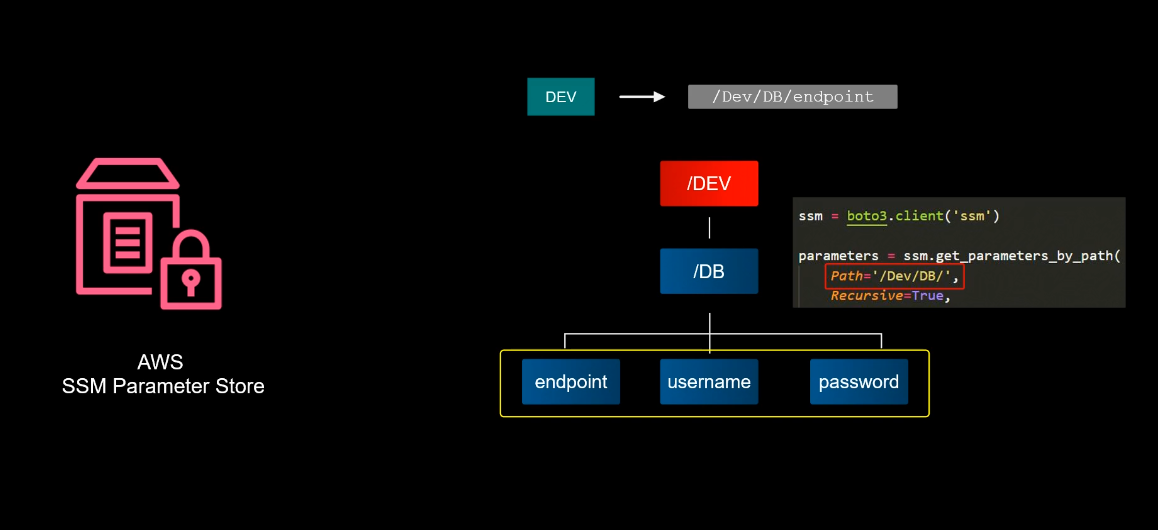 DEV
/Dev/DB/endpoint
/DEV
/DB
endpoint
username
password
ssm = boto3.client('ssm')
parameters = ssm.get_parameters_by_path(
Path='/Dev/DB/',
Recursive=True,
AWS
SSM Parameter Store